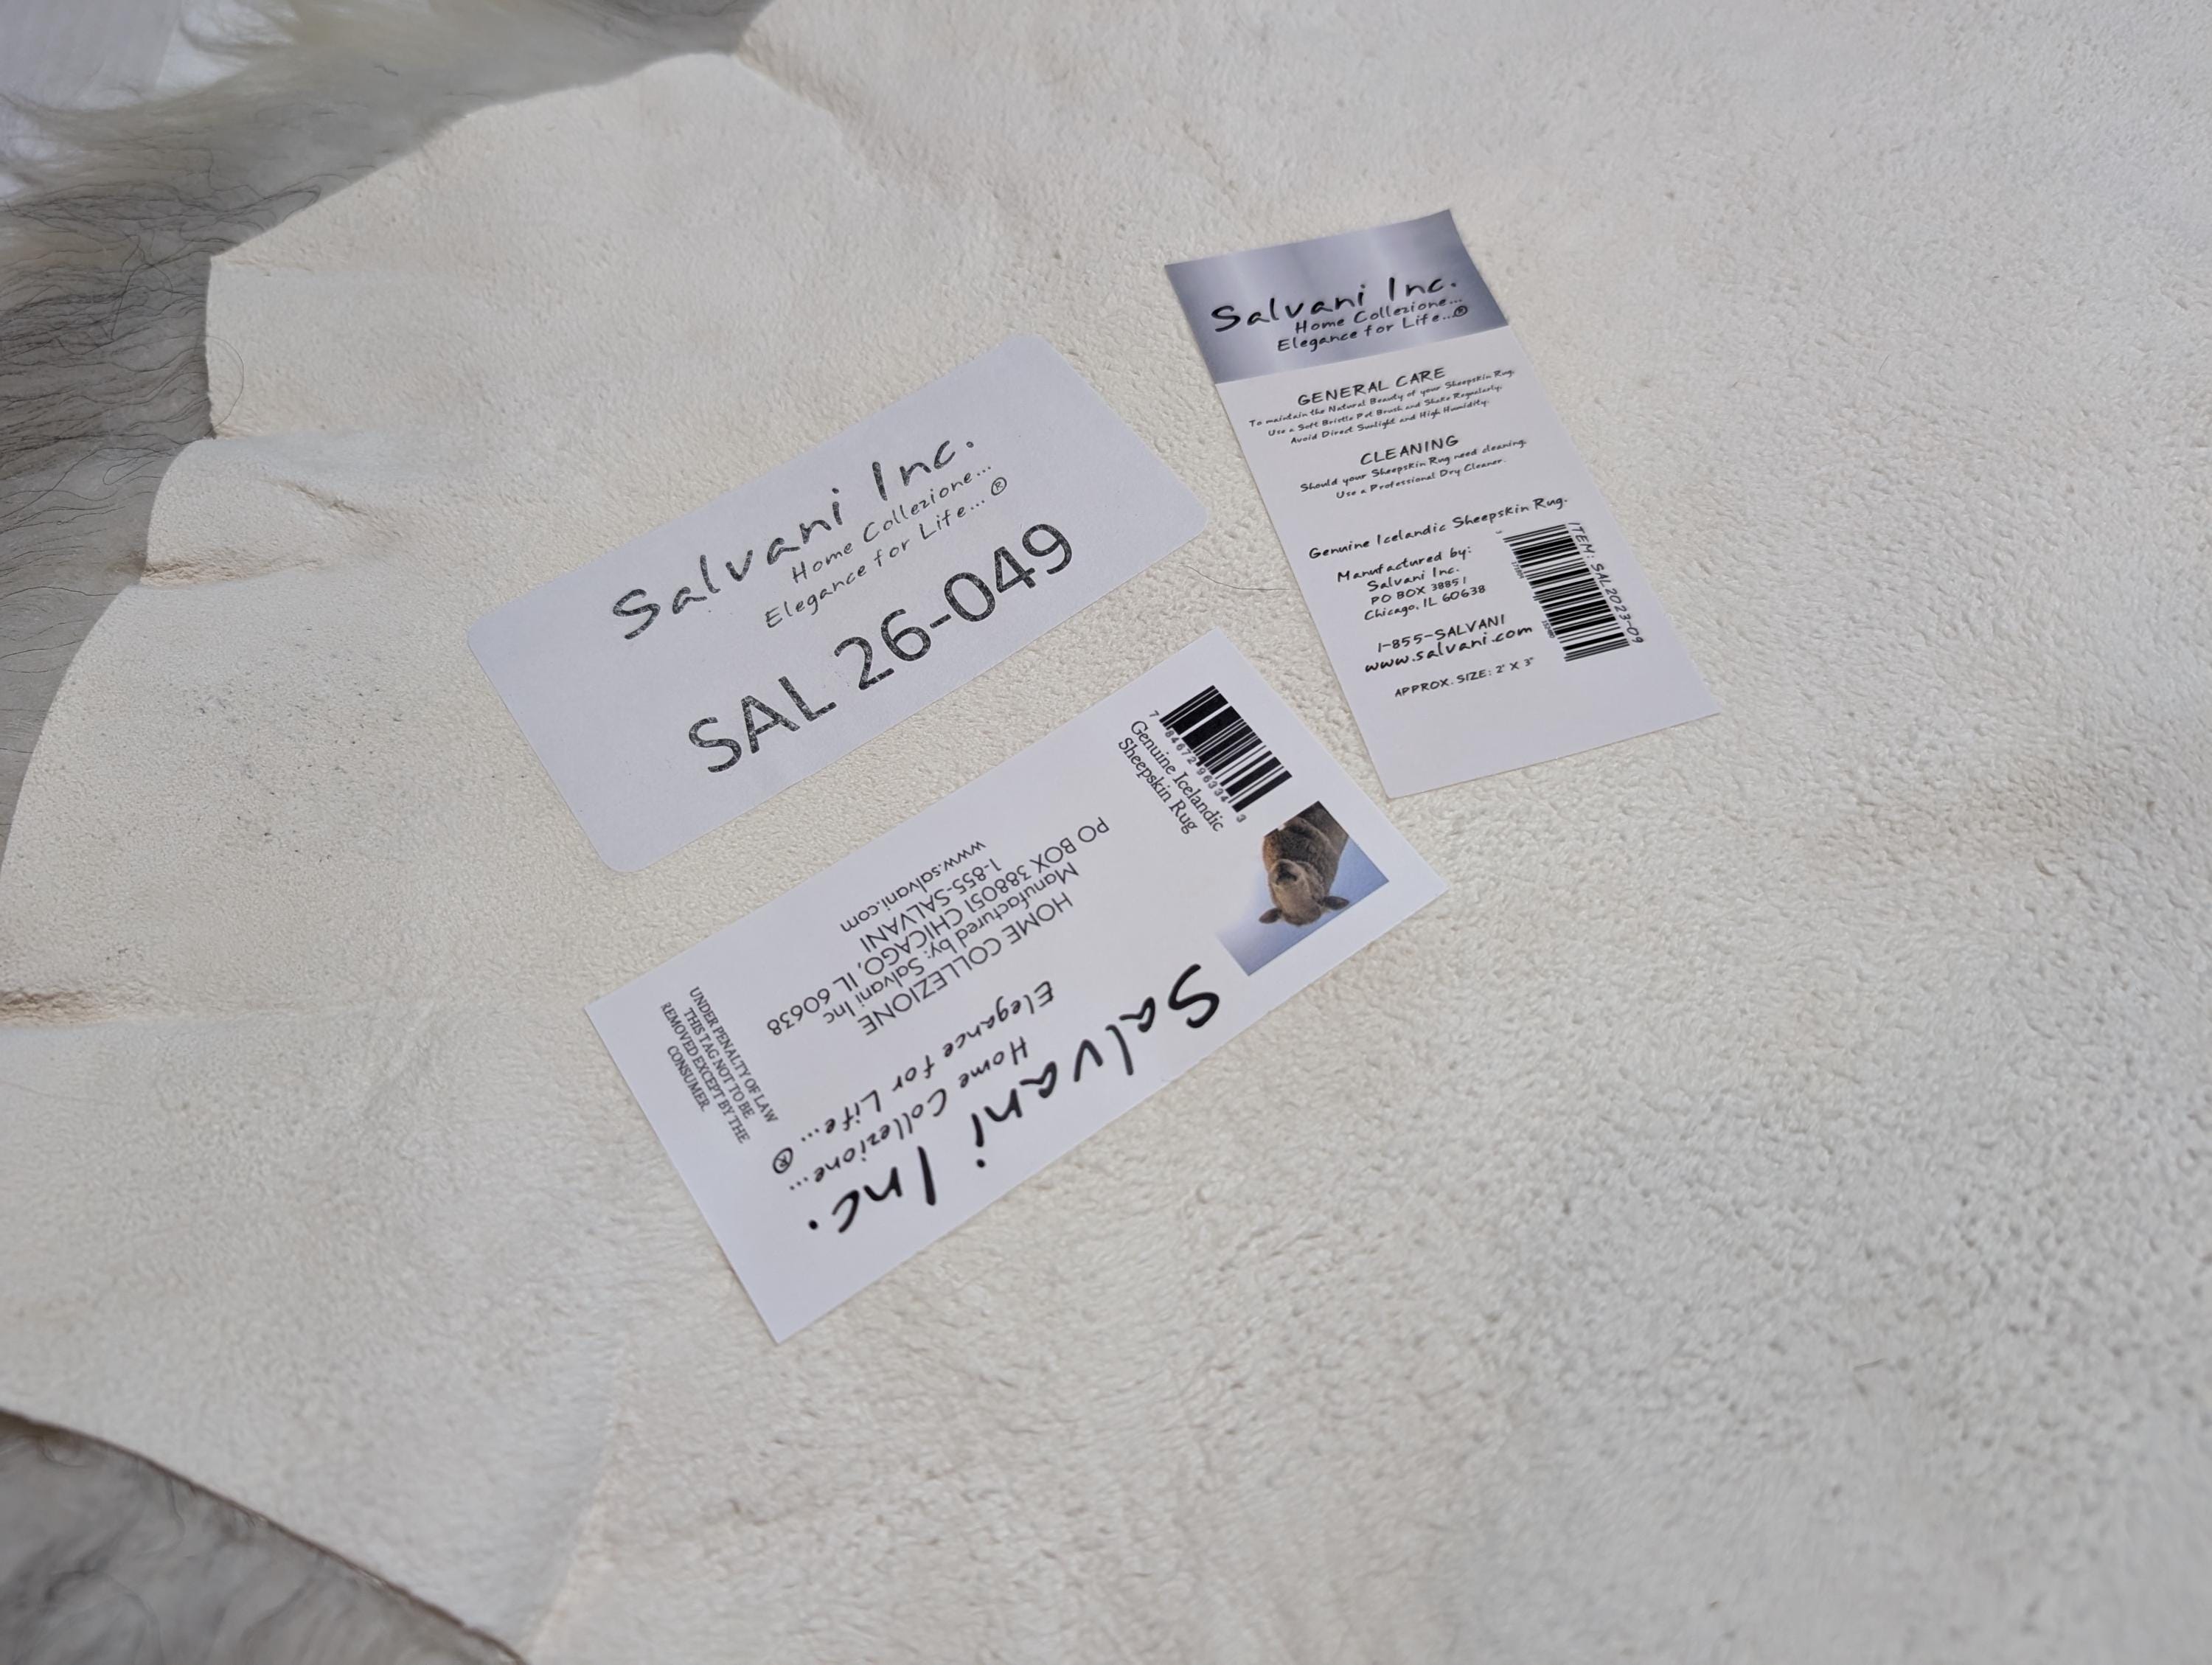 Salvani Inc.
Home Collezione...
Elegance for Life... ®
SAL 26-049
Salvani Inc.
Home Collezione...
Elegance for Life...®
GENERAL CARE
To maintain the Natural Beauty of your Sheepskin Rug,
Use a Soft Bristle Pet Brush and Shake Regularly.
Avoid Direct Sunlight and High Humidity.
CLEANING
Should your Sheepskin Rug need cleaning,
Use a Professional Dry Cleaner.
Genuine Icelandic Sheepskin Rug.
Manufactured by:
Salvani Inc.
PO BOX 38851
Chicago, IL 60638
1-855-SALVANI
www.salvani.com
APPROX. SIZE: 2' X 3'
ITEM: SAL2023-09
Salvani Inc.
Home Collezione...
Elegance for Life... ®
HOME COLLEZIONE
Manufactured by: Salvani Inc
PO BOX 388051 CHICAGO, IL 60638
1-855-SALVANI
www.salvani.com
7 84672 96334 3
Genuine Icelandic
Sheepskin Rug
UNDER PENALTY OF LAW
THIS TAG NOT TO BE
REMOVED EXCEPT BY THE
CONSUMER.